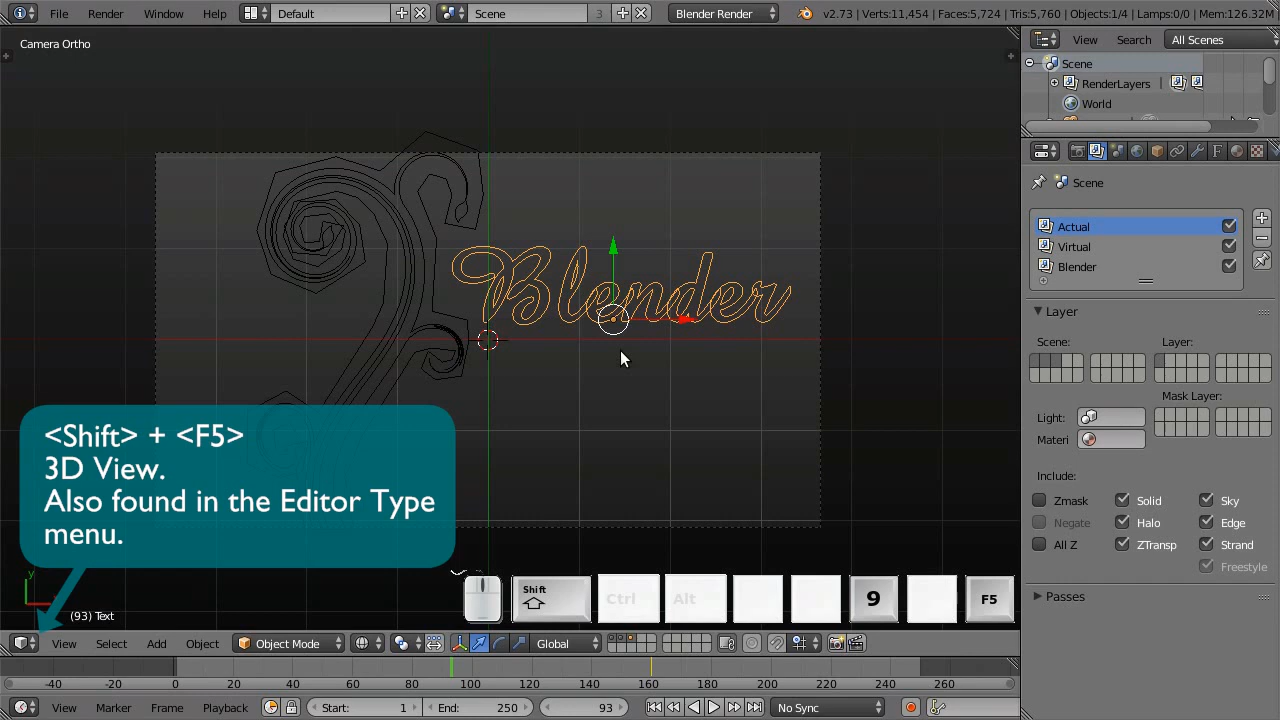 File Render Window Help Default Scene 3 Blender Render v2.73 | Verts:11,454 | Faces:5,724 | Tris:5,760 | Objects:1/4 | Lamps:0/0 | Mem:126.32M
Camera Ortho
View Search All Scenes
Scene
RenderLayers
World
Scene
Actual
Virtual
Blender
Blender
Layer
Scene: Layer:
Mask Layer:
Light:
Materi
Include:
Zmask Solid Sky
Negate Halo Edge
All Z ZTransp Strand
Freestyle
Passes
<Shift> + <F5>
3D View.
Also found in the Editor Type
menu.
Shift Ctrl Alt 9 F5
y
(93) Text
View Select Add Object Object Mode Global
-40 -20 0 20 40 60 80 100 120 140 160 180 200 220 240 260
View Marker Frame Playback Start: 1 End: 250 93 No Sync